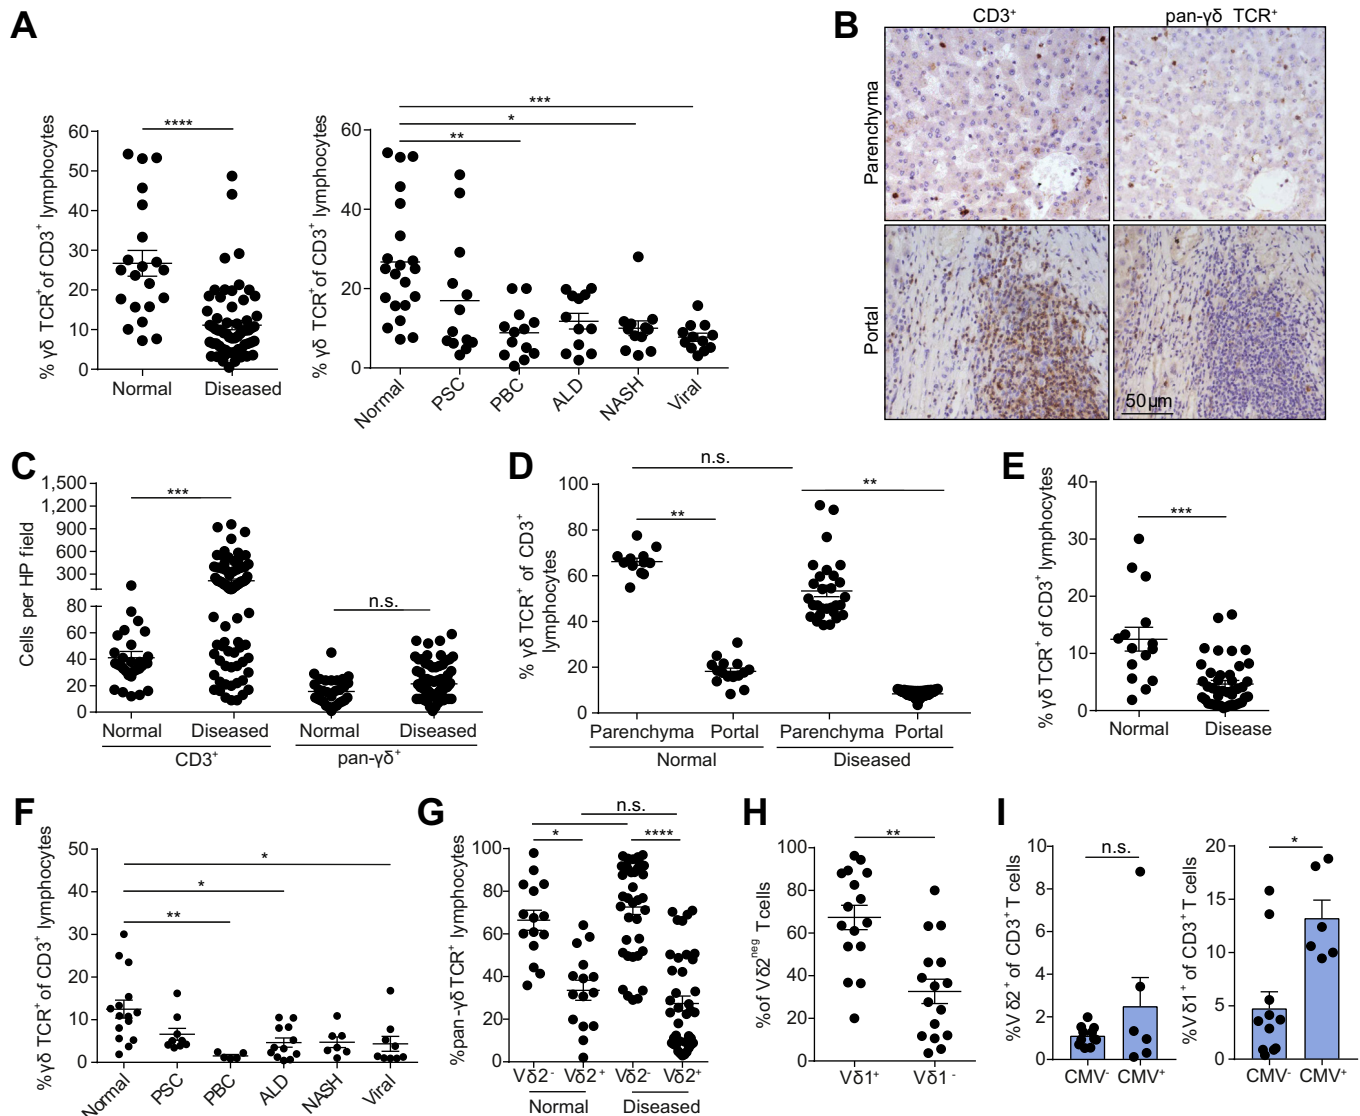 A
% γδ TCR⁺ of CD3⁺ lymphocytes
60
50
40
30
20
10
0
****
Normal
Diseased
% γδ TCR⁺ of CD3⁺ lymphocytes
60
40
20
0
***
*
**
Normal
PSC
PBC
ALD
NASH
Viral
B
CD3⁺
pan-γδ TCR⁺
Parenchyma
Portal
50 µm
C
Cells per HP field
1,500
1,200
900
600
300
80
60
40
20
0
***
n.s.
Normal
Diseased
Normal
Diseased
CD3⁺
pan-γδ⁺
D
% γδ TCR⁺ of CD3⁺
lymphocytes
100
80
60
40
20
0
n.s.
**
**
Parenchyma
Portal
Parenchyma
Portal
Normal
Diseased
E
% γδ TCR⁺ of CD3⁺ lymphocytes
40
30
20
10
0
***
Normal
Disease
F
%γδ TCR⁺ of CD3⁺ lymphocytes
50
40
30
20
10
0
*
*
**
Normal
PSC
PBC
ALD
NASH
Viral
G
%pan-γδ TCR⁺ lymphocytes
100
80
60
40
20
0
n.s.
*
****
Vδ2⁻
Vδ2⁺
Vδ2⁻
Vδ2⁺
Normal
Diseased
H
%of Vδ2ⁿᵉᵍ T cells
100
80
60
40
20
0
**
Vδ1⁺
Vδ1⁻
I
%Vδ2⁺ of CD3⁺ T cells
10
8
6
4
2
0
n.s.
CMV⁻
CMV⁺
%Vδ1⁺ of CD3⁺ T cells
20
15
10
5
0
*
CMV⁻
CMV⁺